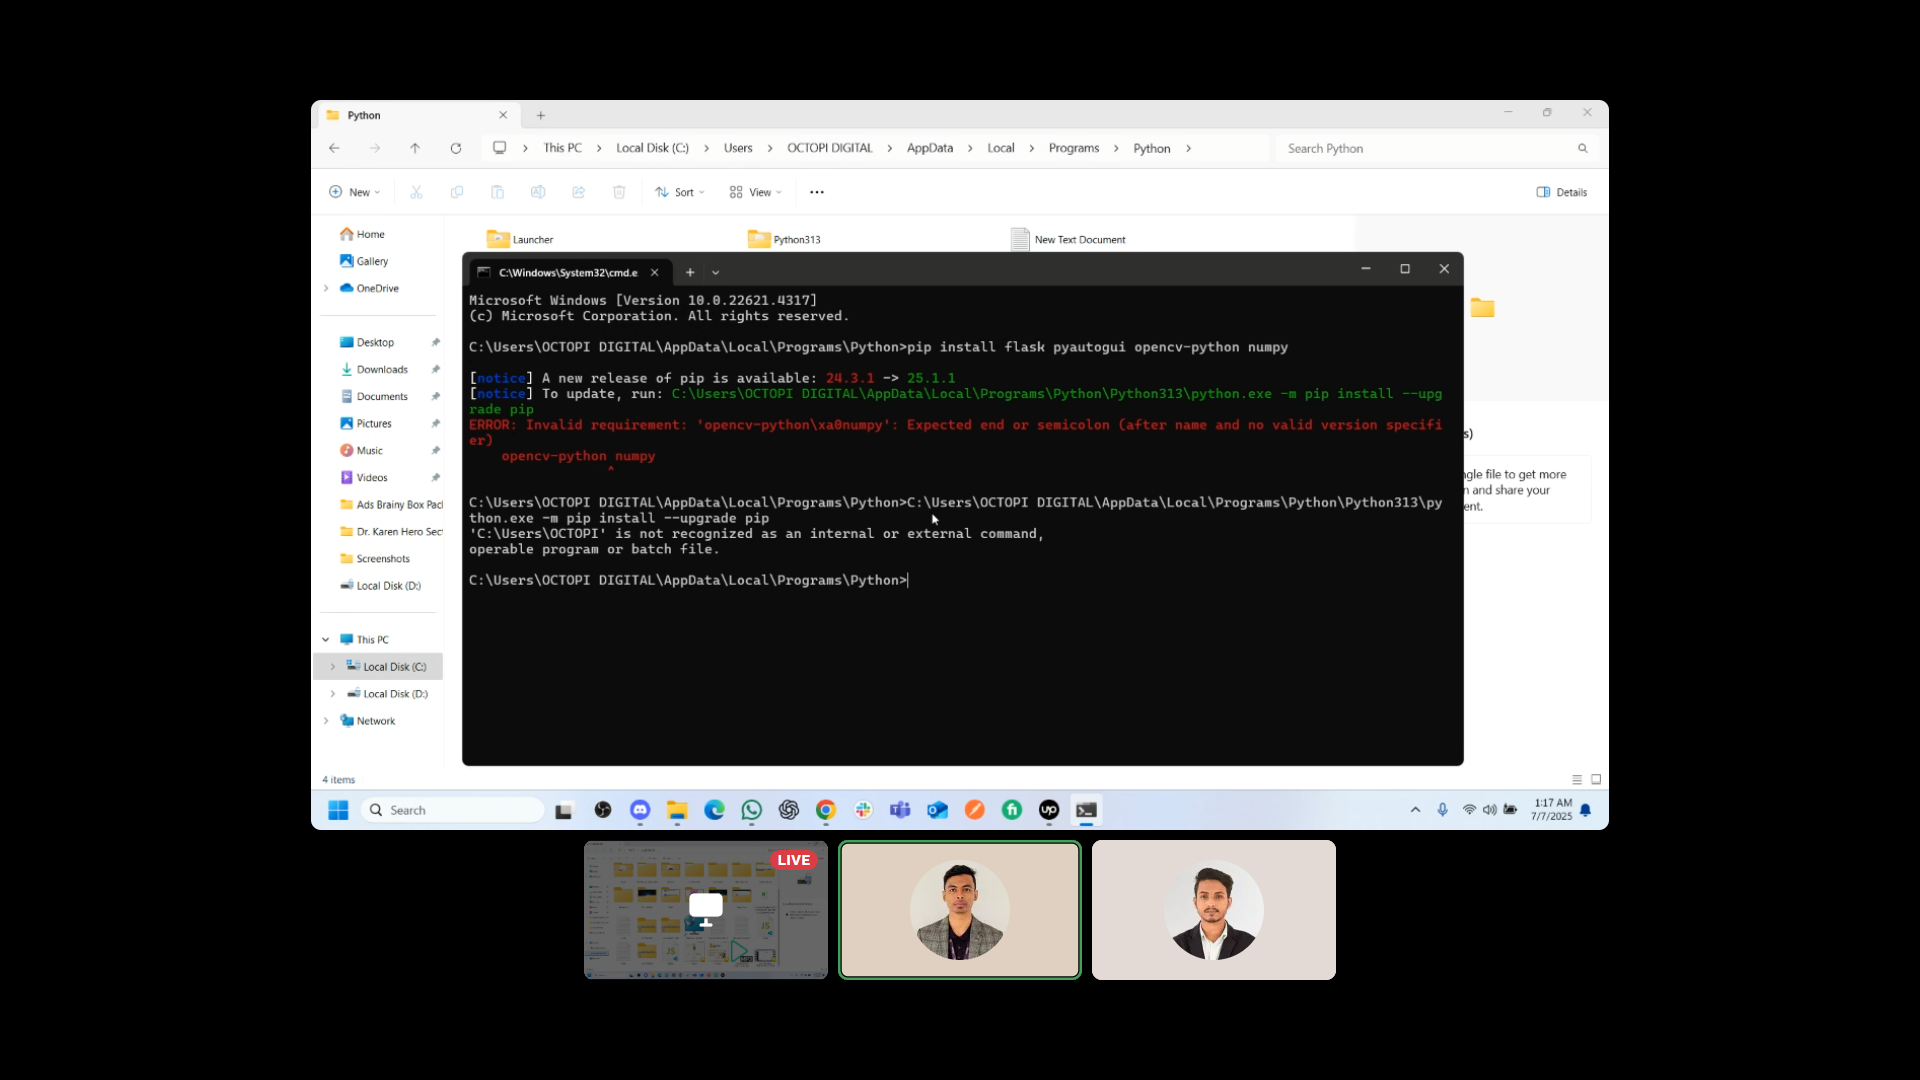 Python
This PC > Local Disk (C:) > Users > OCTOPI DIGITAL > AppData > Local > Programs > Python >
Search Python
New
Sort
View
Details
Home
Gallery
OneDrive
Desktop
Downloads
Documents
Pictures
Music
Videos
Ads Brainy Box Pac
Dr. Karen Hero Sec
Screenshots
Local Disk (D:)
This PC
Local Disk (C:)
Local Disk (D:)
Network
Launcher
Python313
New Text Document
C:\Windows\System32\cmd.e
Microsoft Windows [Version 10.0.22621.4317]
(c) Microsoft Corporation. All rights reserved.
C:\Users\OCTOPI DIGITAL\AppData\Local\Programs\Python>pip install flask pyautogui opencv-python numpy
[notice] A new release of pip is available: 24.3.1 -> 25.1.1
[notice] To update, run: C:\Users\OCTOPI DIGITAL\AppData\Local\Programs\Python\Python313\python.exe -m pip install --upg
rade pip
ERROR: Invalid requirement: 'opencv-python\xa0numpy': Expected end or semicolon (after name and no valid version specifi
er)
opencv-python numpy
^
C:\Users\OCTOPI DIGITAL\AppData\Local\Programs\Python>C:\Users\OCTOPI DIGITAL\AppData\Local\Programs\Python\Python313\py
thon.exe -m pip install --upgrade pip
'C:\Users\OCTOPI' is not recognized as an internal or external command,
operable program or batch file.
C:\Users\OCTOPI DIGITAL\AppData\Local\Programs\Python>
s)
ngle file to get more
n and share your
ent.
4 items
Search
1:17 AM
7/7/2025
LIVE